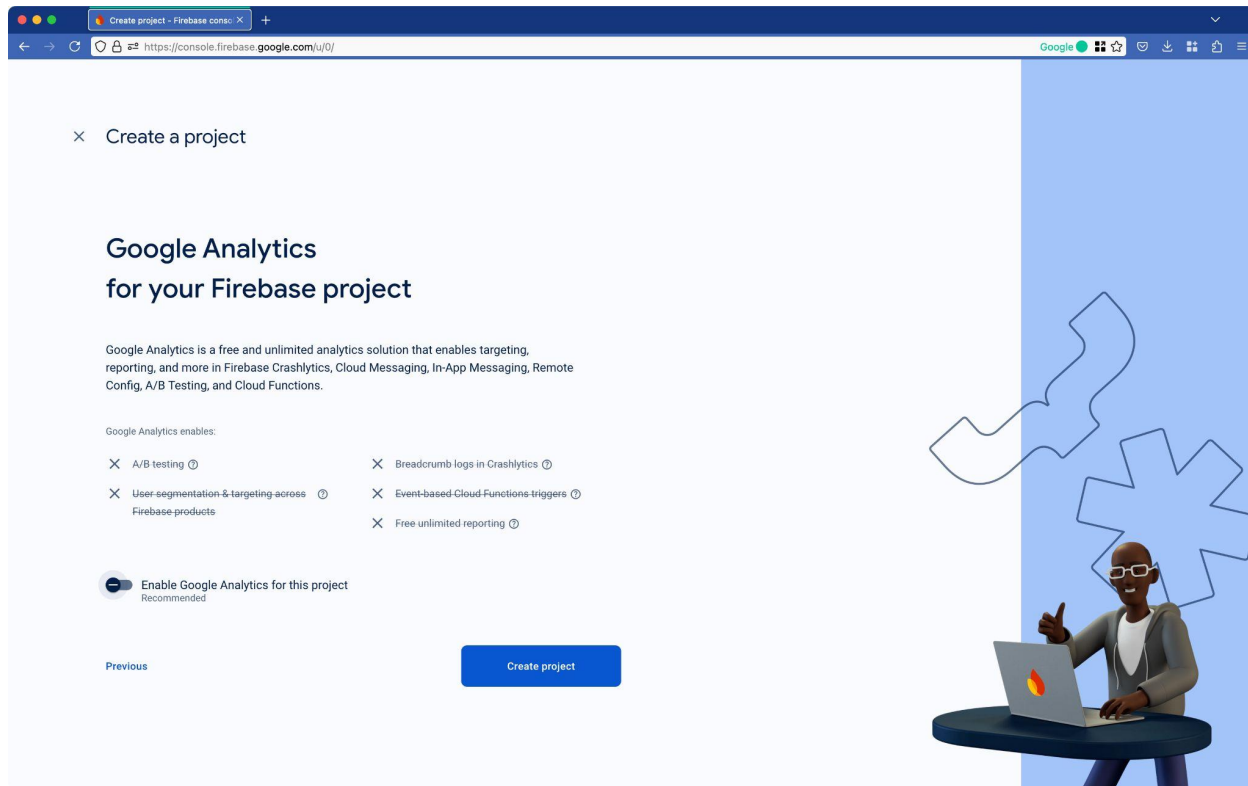 Create project - Firebase conso
https://console.firebase.google.com/u/0/
Google
Create a project
Google Analytics
for your Firebase project
Google Analytics is a free and unlimited analytics solution that enables targeting,
reporting, and more in Firebase Crashlytics, Cloud Messaging, In-App Messaging, Remote
Config, A/B Testing, and Cloud Functions.
Google Analytics enables:
A/B testing
Breadcrumb logs in Crashlytics
User segmentation & targeting across
Firebase products
Event-based Cloud Functions triggers
Free unlimited reporting
Enable Google Analytics for this project
Recommended
Previous
Create project